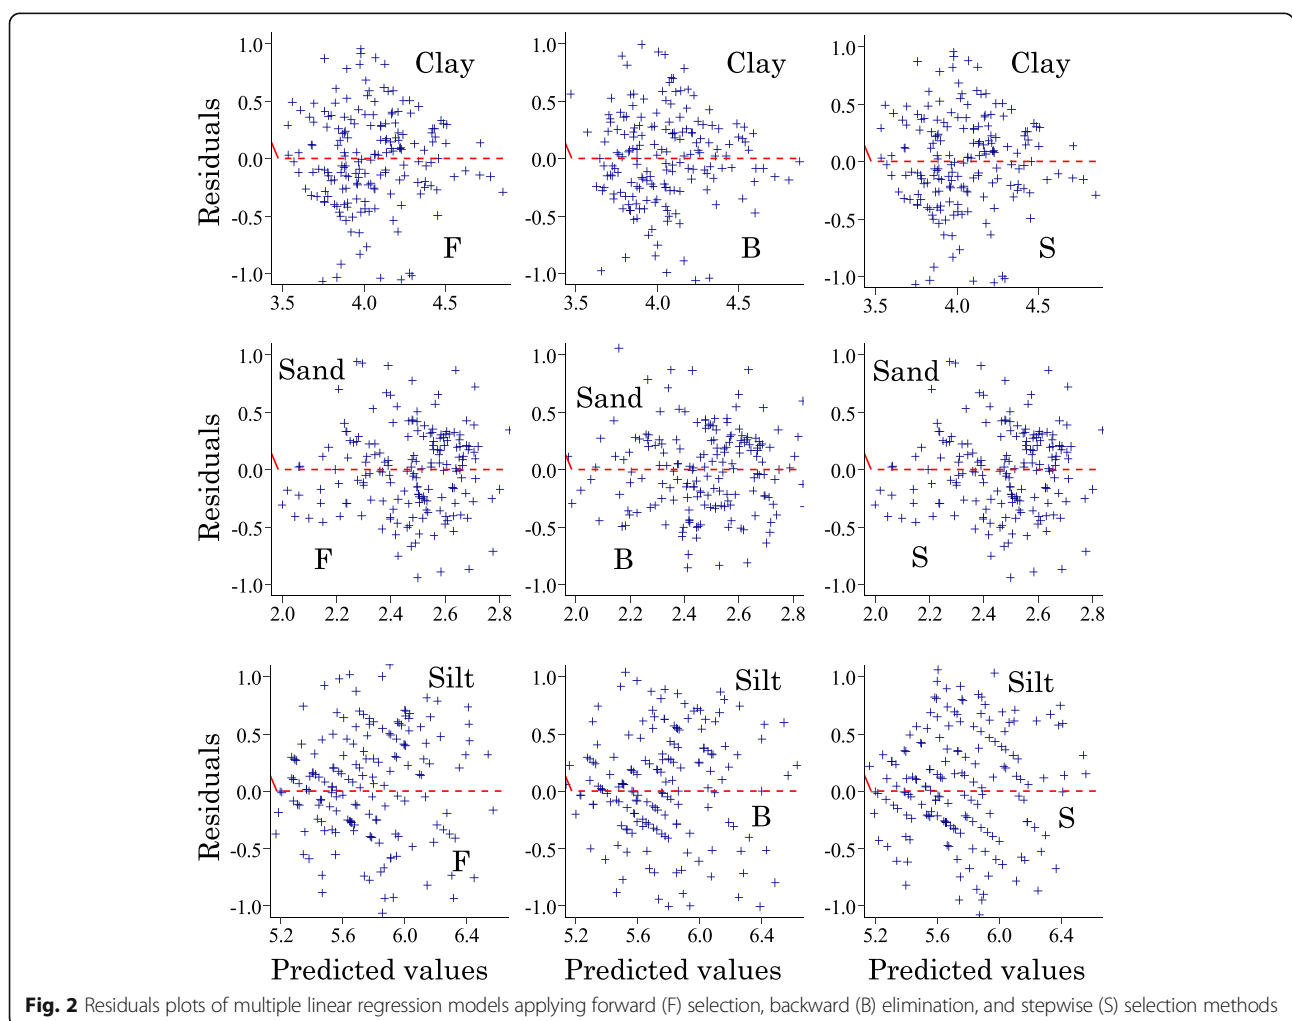 1.0
0.5
0.0
-0.5
-1.0
Residuals
Clay
F
3.5 4.0 4.5
1.0
0.5
0.0
-0.5
-1.0
Clay
B
3.5 4.0 4.5
1.0
0.5
0.0
-0.5
-1.0
Clay
S
3.5 4.0 4.5
1.0
0.5
0.0
-0.5
-1.0
Residuals
Sand
F
2.0 2.2 2.4 2.6 2.8
1.0
0.5
0.0
-0.5
-1.0
Sand
B
2.0 2.2 2.4 2.6 2.8
1.0
0.5
0.0
-0.5
-1.0
Sand
S
2.0 2.2 2.4 2.6 2.8
1.0
0.5
0.0
-0.5
-1.0
Residuals
Silt
F
5.2 5.6 6.0 6.4
Predicted values
1.0
0.5
0.0
-0.5
-1.0
Silt
B
5.2 5.6 6.0 6.4
Predicted values
1.0
0.5
0.0
-0.5
-1.0
Silt
S
5.2 5.6 6.0 6.4
Predicted values
Fig. 2 Residuals plots of multiple linear regression models applying forward (F) selection, backward (B) elimination, and stepwise (S) selection methods